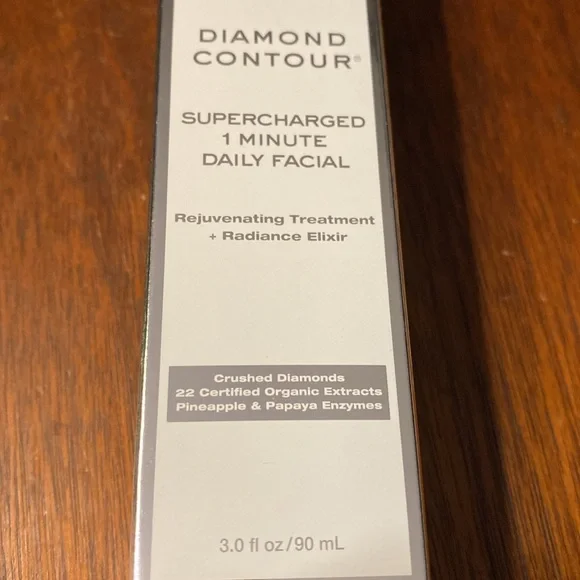 DIAMOND
CONTOUR®
SUPERCHARGED
1 MINUTE
DAILY FACIAL
Rejuvenating Treatment
+ Radiance Elixir
Crushed Diamonds
22 Certified Organic Extracts
Pineapple & Papaya Enzymes
3.0 fl oz/90 mL